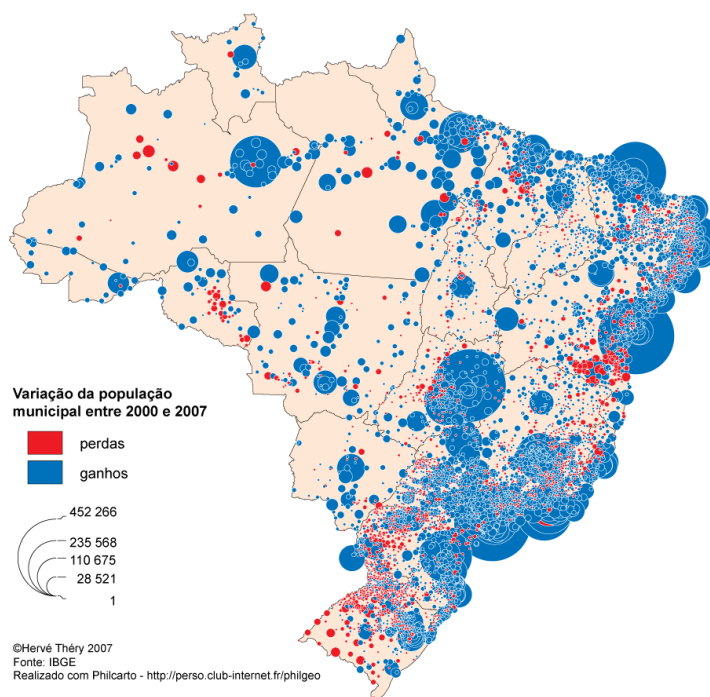 Variação da população
municipal entre 2000 e 2007
perdas
ganhos
452 266
235 568
110 675
28 521
1
©Hervé Théry 2007
Fonte: IBGE
Realizado com Philcarto - http://perso.club-internet.fr/philgeo